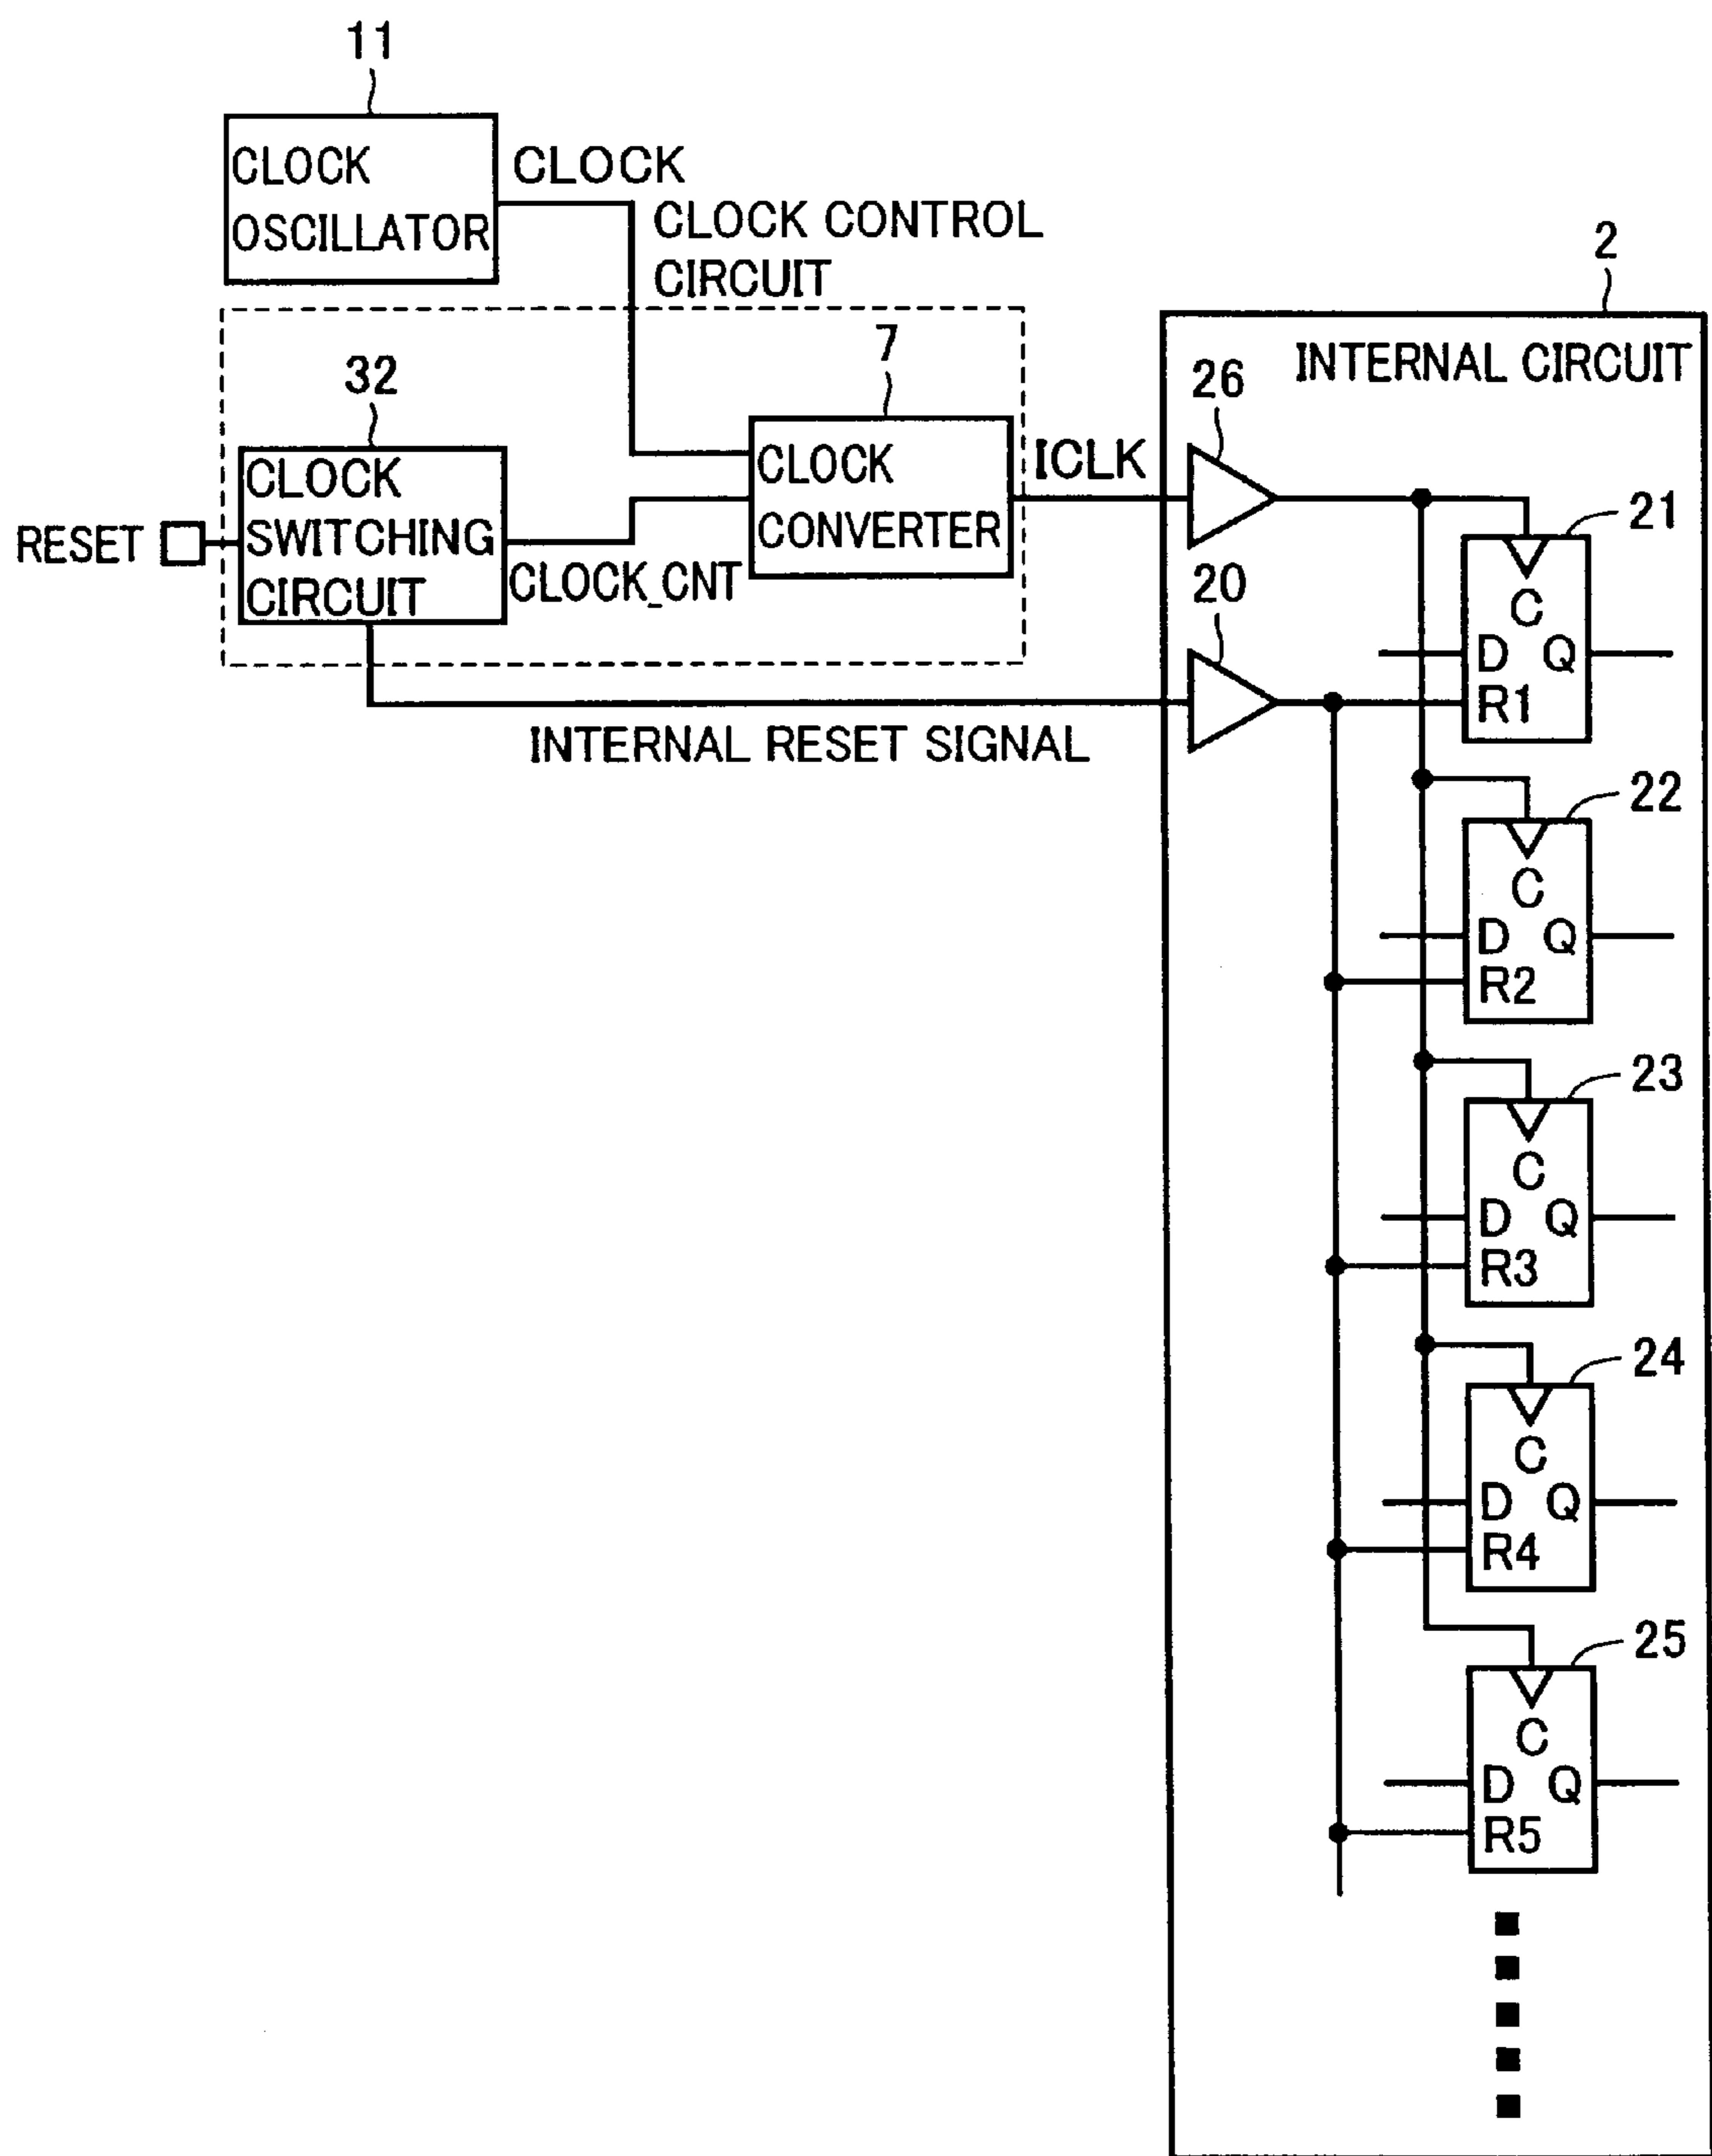 11
CLOCK
OSCILLATOR
CLOCK
CLOCK CONTROL
CIRCUIT
2
INTERNAL CIRCUIT
32
CLOCK
SWITCHING
CIRCUIT
RESET
CLOCK_CNT
7
CLOCK
CONVERTER
ICLK
INTERNAL RESET SIGNAL
26
20
21
C
D Q
R1
22
C
D Q
R2
23
C
D Q
R3
24
C
D Q
R4
25
C
D Q
R5